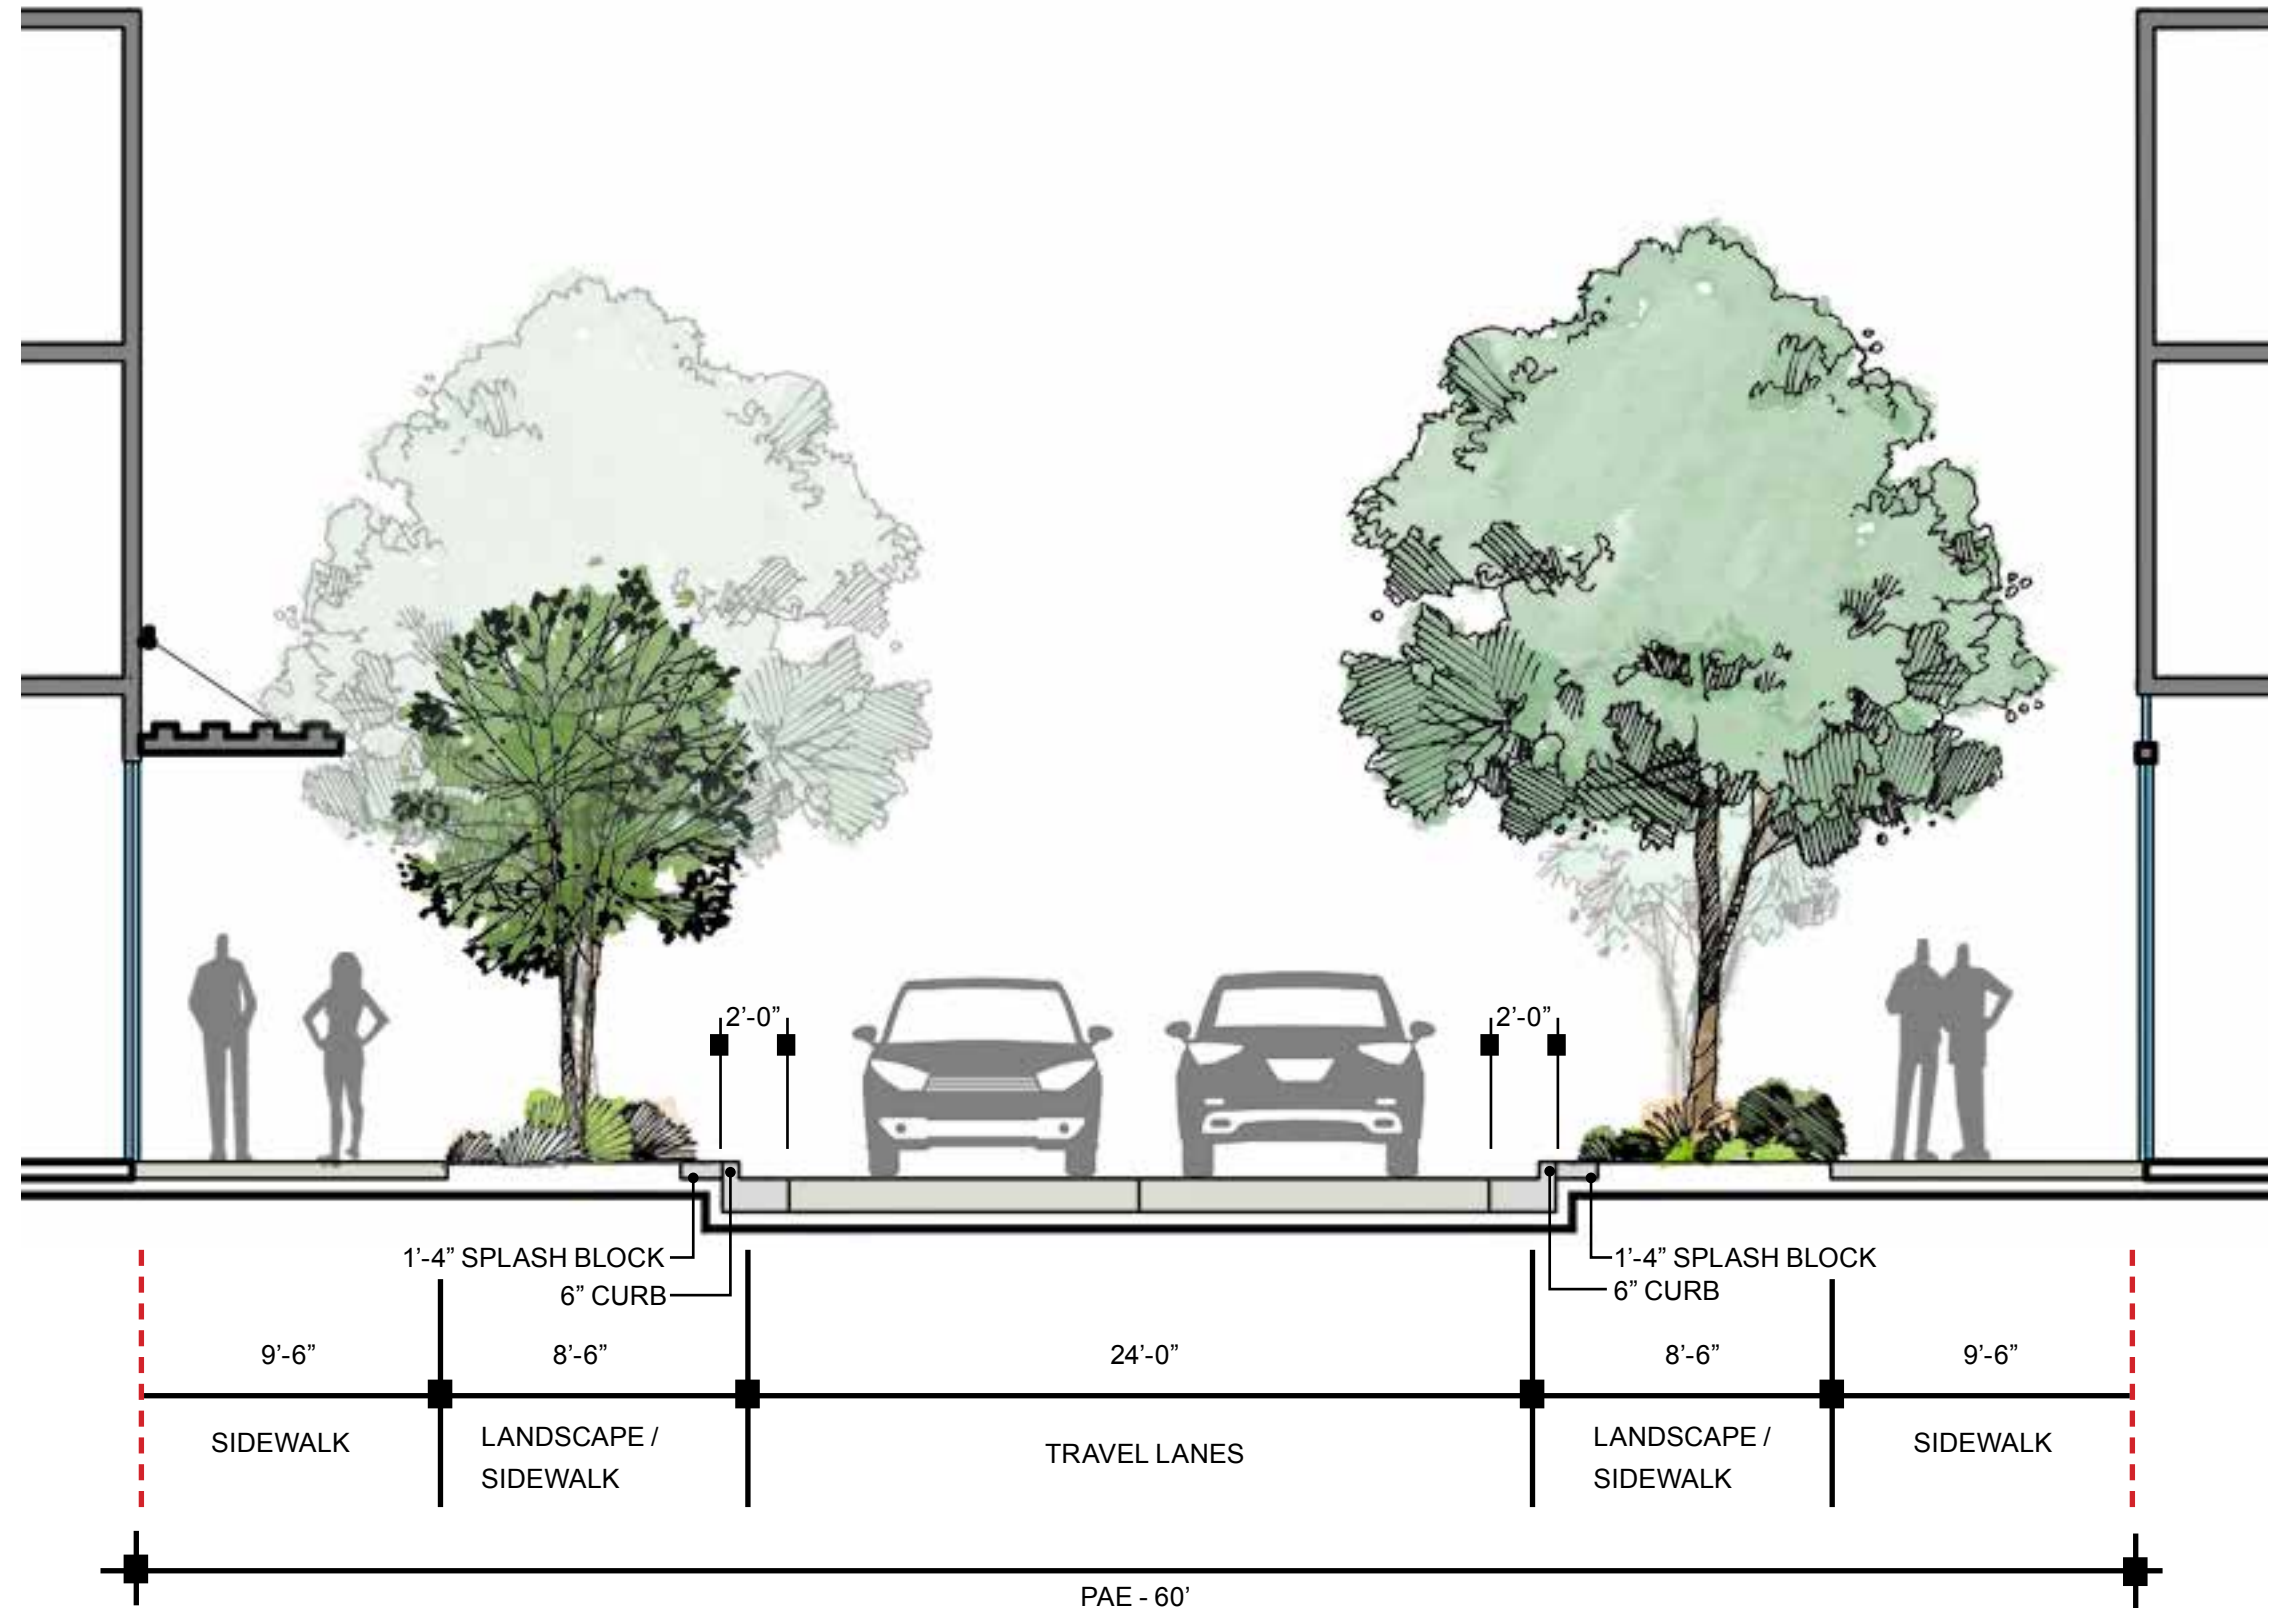 2’-0”
2’-0”
1’-4” SPLASH BLOCK
1’-4” SPLASH BLOCK
6” CURB
6” CURB
9’-6”
8’-6”
24’-0”
8’-6”
9’-6”
SIDEWALK
LANDSCAPE /
SIDEWALK
TRAVEL LANES
LANDSCAPE /
SIDEWALK
SIDEWALK
PAE - 60’